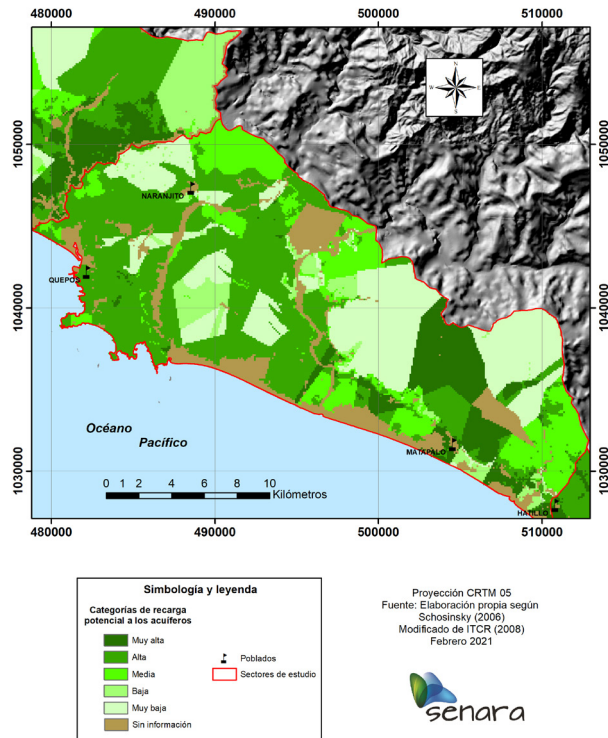 480000 490000 500000 510000
1050000 1050000
N
W E
S
NARANJITO
QUEPOS
1040000 1040000
Océano
Pacífico
MATAPALO
1030000 1030000
0 1 2 4 6 8 10
Kilómetros
HATILLO
480000 490000 500000 510000
Simbología y leyenda
Categorías de recarga
potencial a los acuíferos
Muy alta
Alta
Media
Baja
Muy baja
Sin información
Poblados
Sectores de estudio
Proyección CRTM 05
Fuente: Elaboración propia según
Schosinsky (2006)
Modificado de ITCR (2008)
Febrero 2021
senara